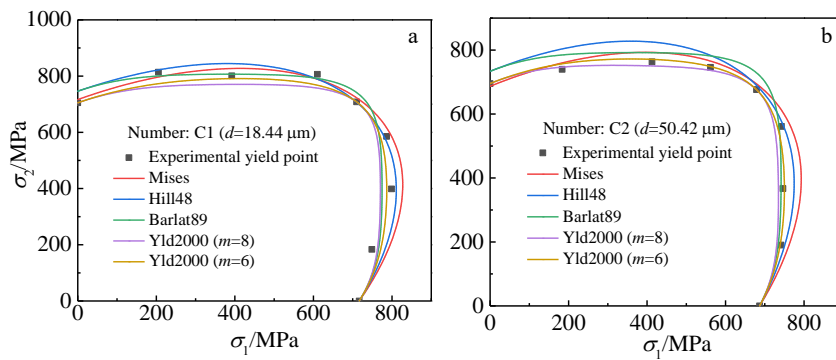 a
1000
800
600
400
200
0
σ2/MPa
Number: C1 (d=18.44 μm)
Experimental yield point
Mises
Hill48
Barlat89
Yld2000 (m=8)
Yld2000 (m=6)
0 200 400 600 800
σ1/MPa
b
800
600
400
200
0
Number: C2 (d=50.42 μm)
Experimental yield point
Mises
Hill48
Barlat89
Yld2000 (m=8)
Yld2000 (m=6)
0 200 400 600 800
σ1/MPa